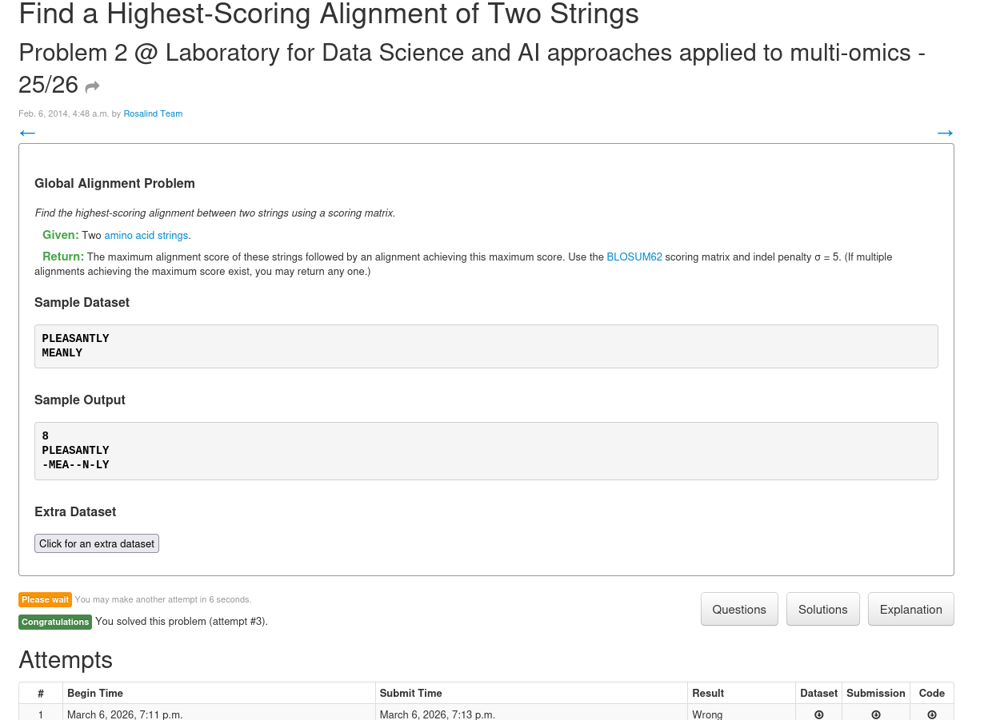 Find a Highest-Scoring Alignment of Two Strings
Problem 2 @ Laboratory for Data Science and AI approaches applied to multi-omics -
25/26
Feb. 6, 2014, 4:48 a.m. by Rosalind Team
← →
Global Alignment Problem
Find the highest-scoring alignment between two strings using a scoring matrix.
Given: Two amino acid strings.
Return: The maximum alignment score of these strings followed by an alignment achieving this maximum score. Use the BLOSUM62 scoring matrix and indel penalty σ = 5. (If multiple
alignments achieving the maximum score exist, you may return any one.)
Sample Dataset
PLEASANTLY
MEANLY
Sample Output
8
PLEASANTLY
-MEA--N-LY
Extra Dataset
Click for an extra dataset
Please wait You may make another attempt in 6 seconds.
Congratulations You solved this problem (attempt #3).
Questions Solutions Explanation
Attempts
# Begin Time Submit Time Result Dataset Submission Code
1 March 6, 2026, 7:11 p.m. March 6, 2026, 7:13 p.m. Wrong